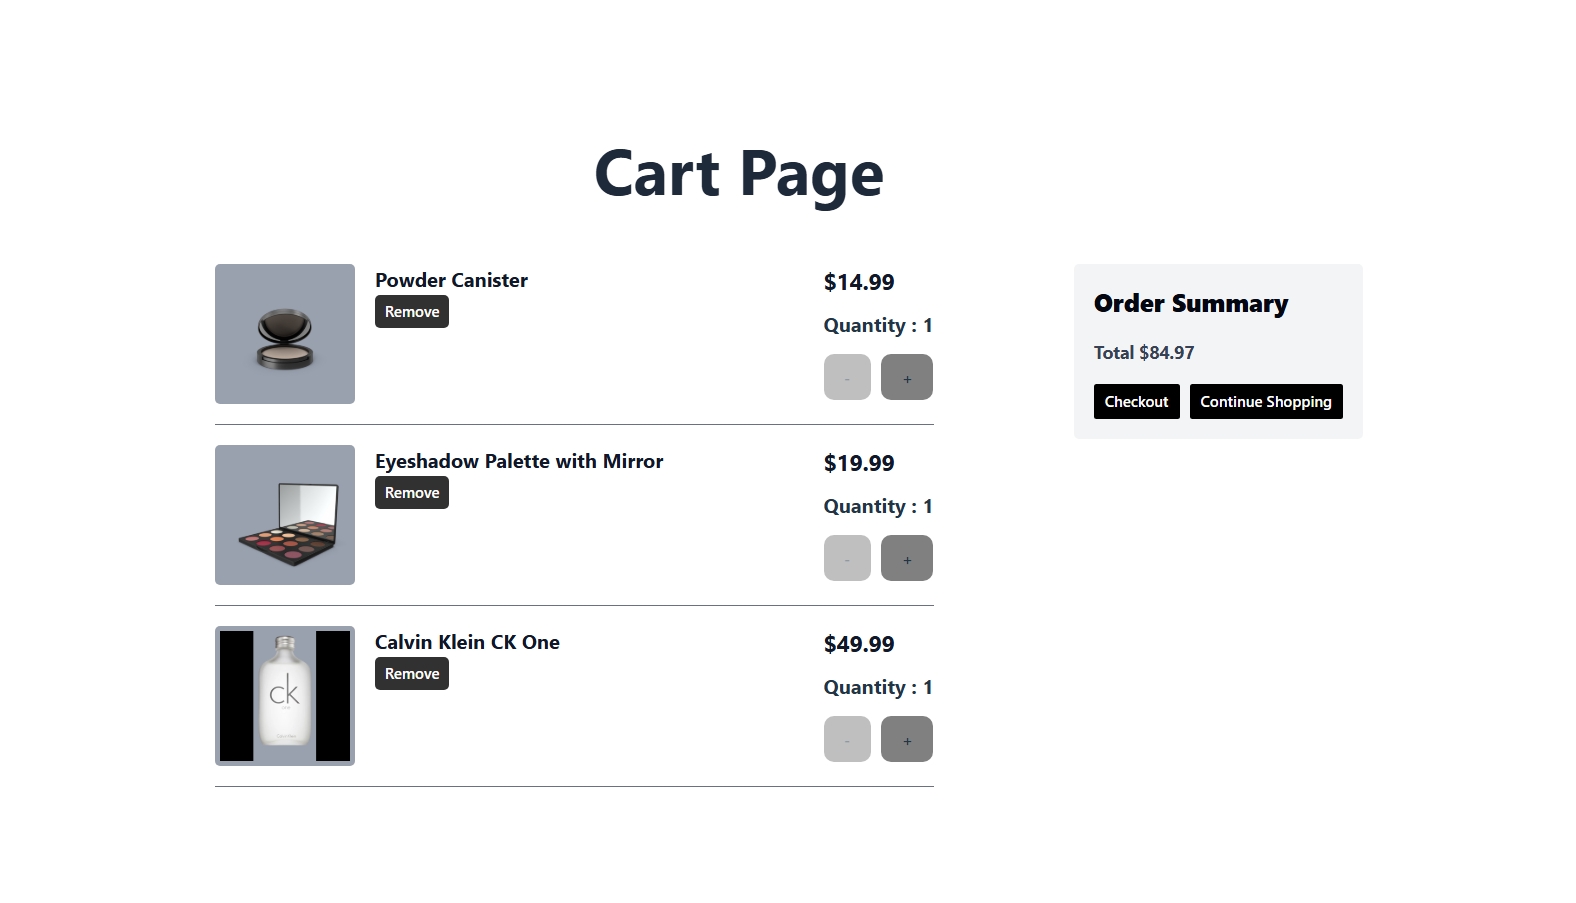 Cart Page
Powder Canister
Remove
$14.99
Quantity : 1
-
+
Eyeshadow Palette with Mirror
Remove
$19.99
Quantity : 1
-
+
ck
Calvin Klein CK One
Remove
$49.99
Quantity : 1
-
+
Order Summary
Total $84.97
Checkout
Continue Shopping